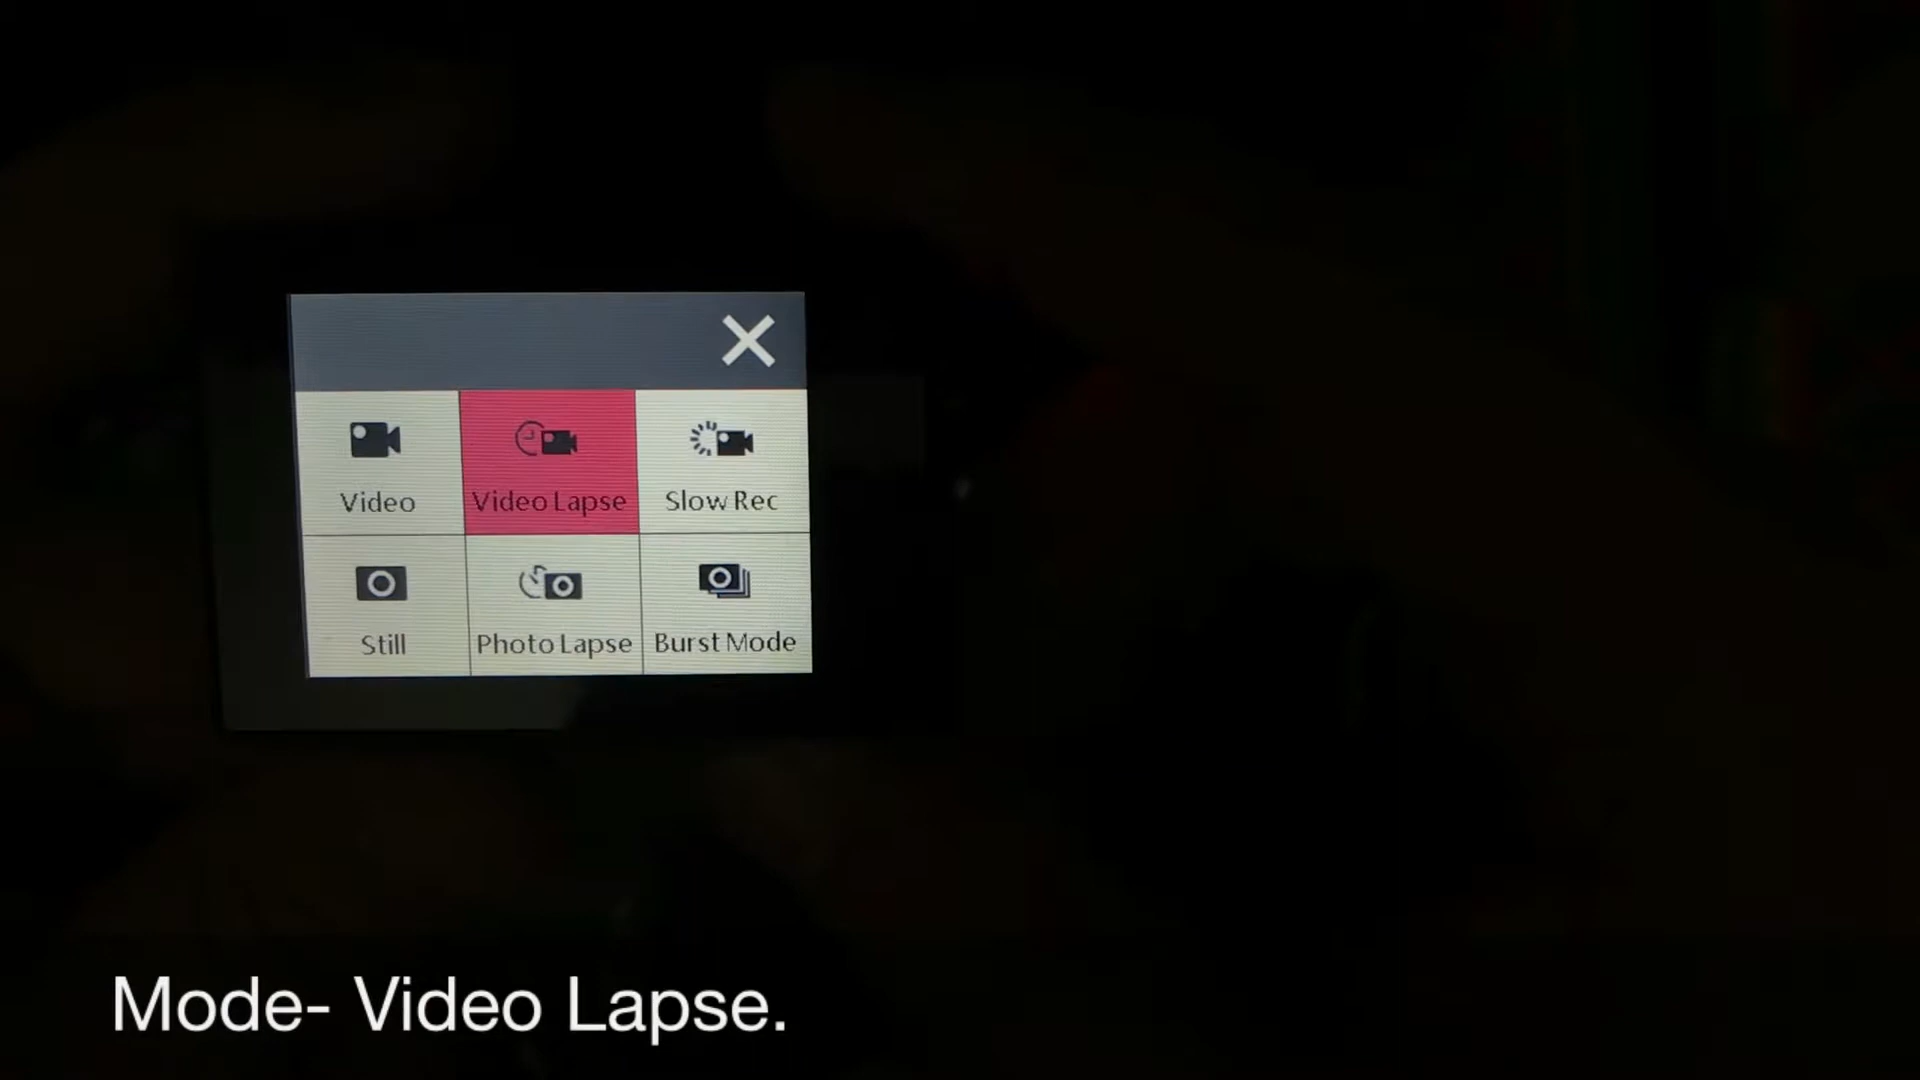 Video
Video Lapse
Slow Rec
Still
Photo Lapse
Burst Mode
Mode- Video Lapse.